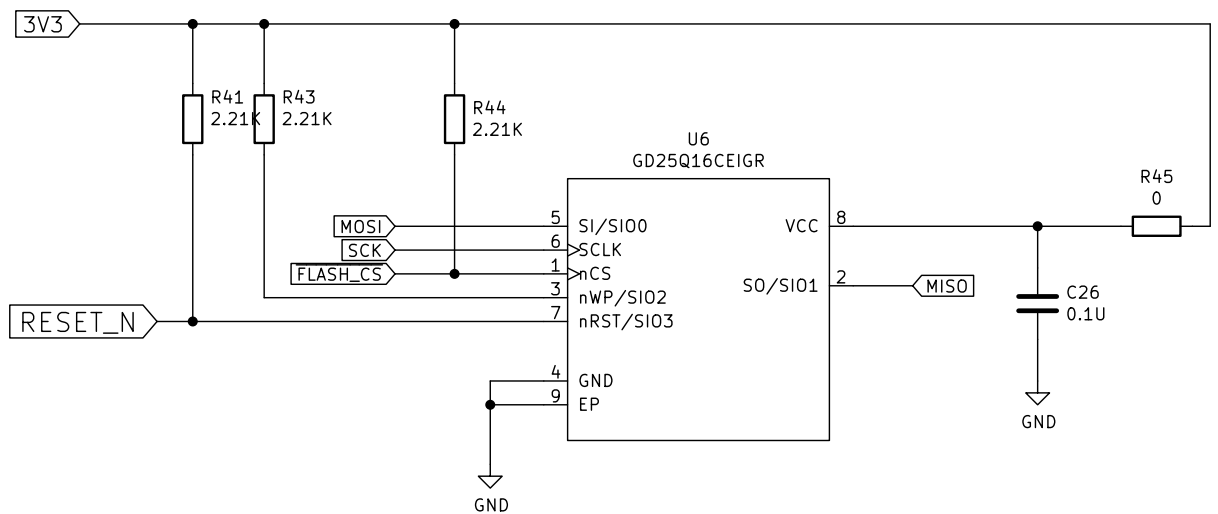 3V3
R41
2.21K
R43
2.21K
R44
2.21K
U6
GD25Q16CEIGR
R45
0
MOSI
5
SI/SIO0
VCC
8
SCK
6
SCLK
FLASH_CS
1
nCS
SO/SIO1
2
MISO
3
nWP/SIO2
C26
0.1U
RESET_N
7
nRST/SIO3
4
GND
9
EP
GND
GND